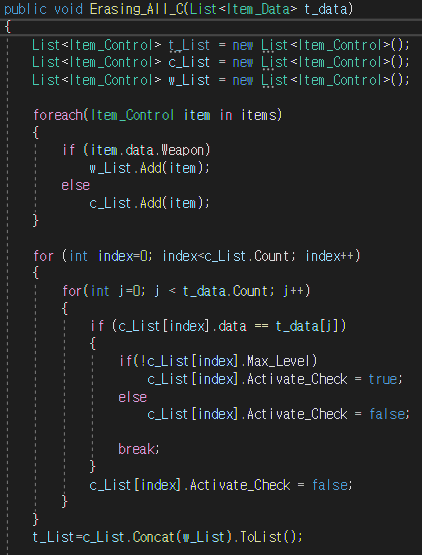 public void Erasing_All_C(List<Item_Data> t_data)
{
List<Item_Control> t_List = new List<Item_Control>();
List<Item_Control> c_List = new List<Item_Control>();
List<Item_Control> w_List = new List<Item_Control>();
foreach(Item_Control item in items)
{
if (item.data.Weapon)
w_List.Add(item);
else
c_List.Add(item);
}
for (int index=0; index<c_List.Count; index++)
{
for(int j=0; j < t_data.Count; j++)
{
if (c_List[index].data == t_data[j])
{
if(!c_List[index].Max_Level)
c_List[index].Activate_Check = true;
else
c_List[index].Activate_Check = false;
break;
}
c_List[index].Activate_Check = false;
}
}
t_List=c_List.Concat(w_List).ToList();